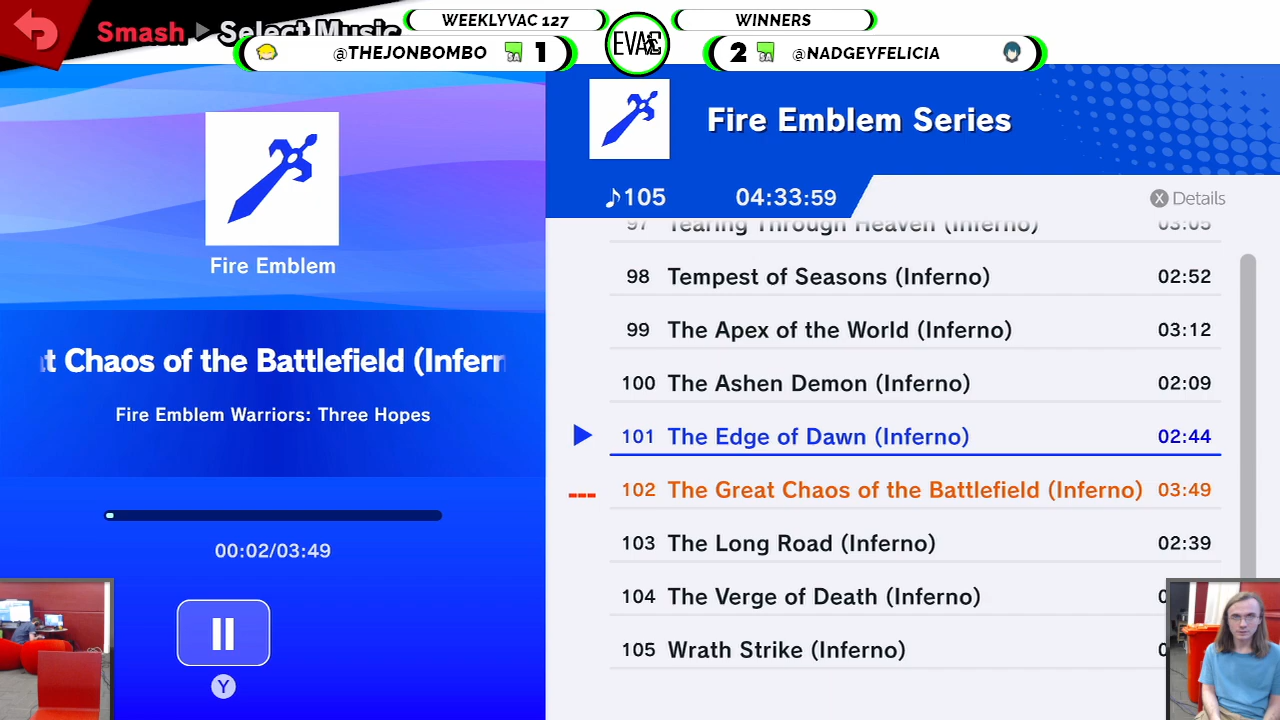 WEEKLYVAC 127
WINNERS
Smash ▶ Select Music
@THEJONBOMBO SA 1
EVAC
2 SA @NADGEYFELICIA
Fire Emblem Series
♪105 04:33:59
X Details
Fire Emblem
t Chaos of the Battlefield (Infern
Fire Emblem Warriors: Three Hopes
00:02/03:49
Y
97 Tearing Through Heaven (Inferno) 03:05
98 Tempest of Seasons (Inferno) 02:52
99 The Apex of the World (Inferno) 03:12
100 The Ashen Demon (Inferno) 02:09
101 The Edge of Dawn (Inferno) 02:44
102 The Great Chaos of the Battlefield (Inferno) 03:49
103 The Long Road (Inferno) 02:39
104 The Verge of Death (Inferno)
105 Wrath Strike (Inferno)